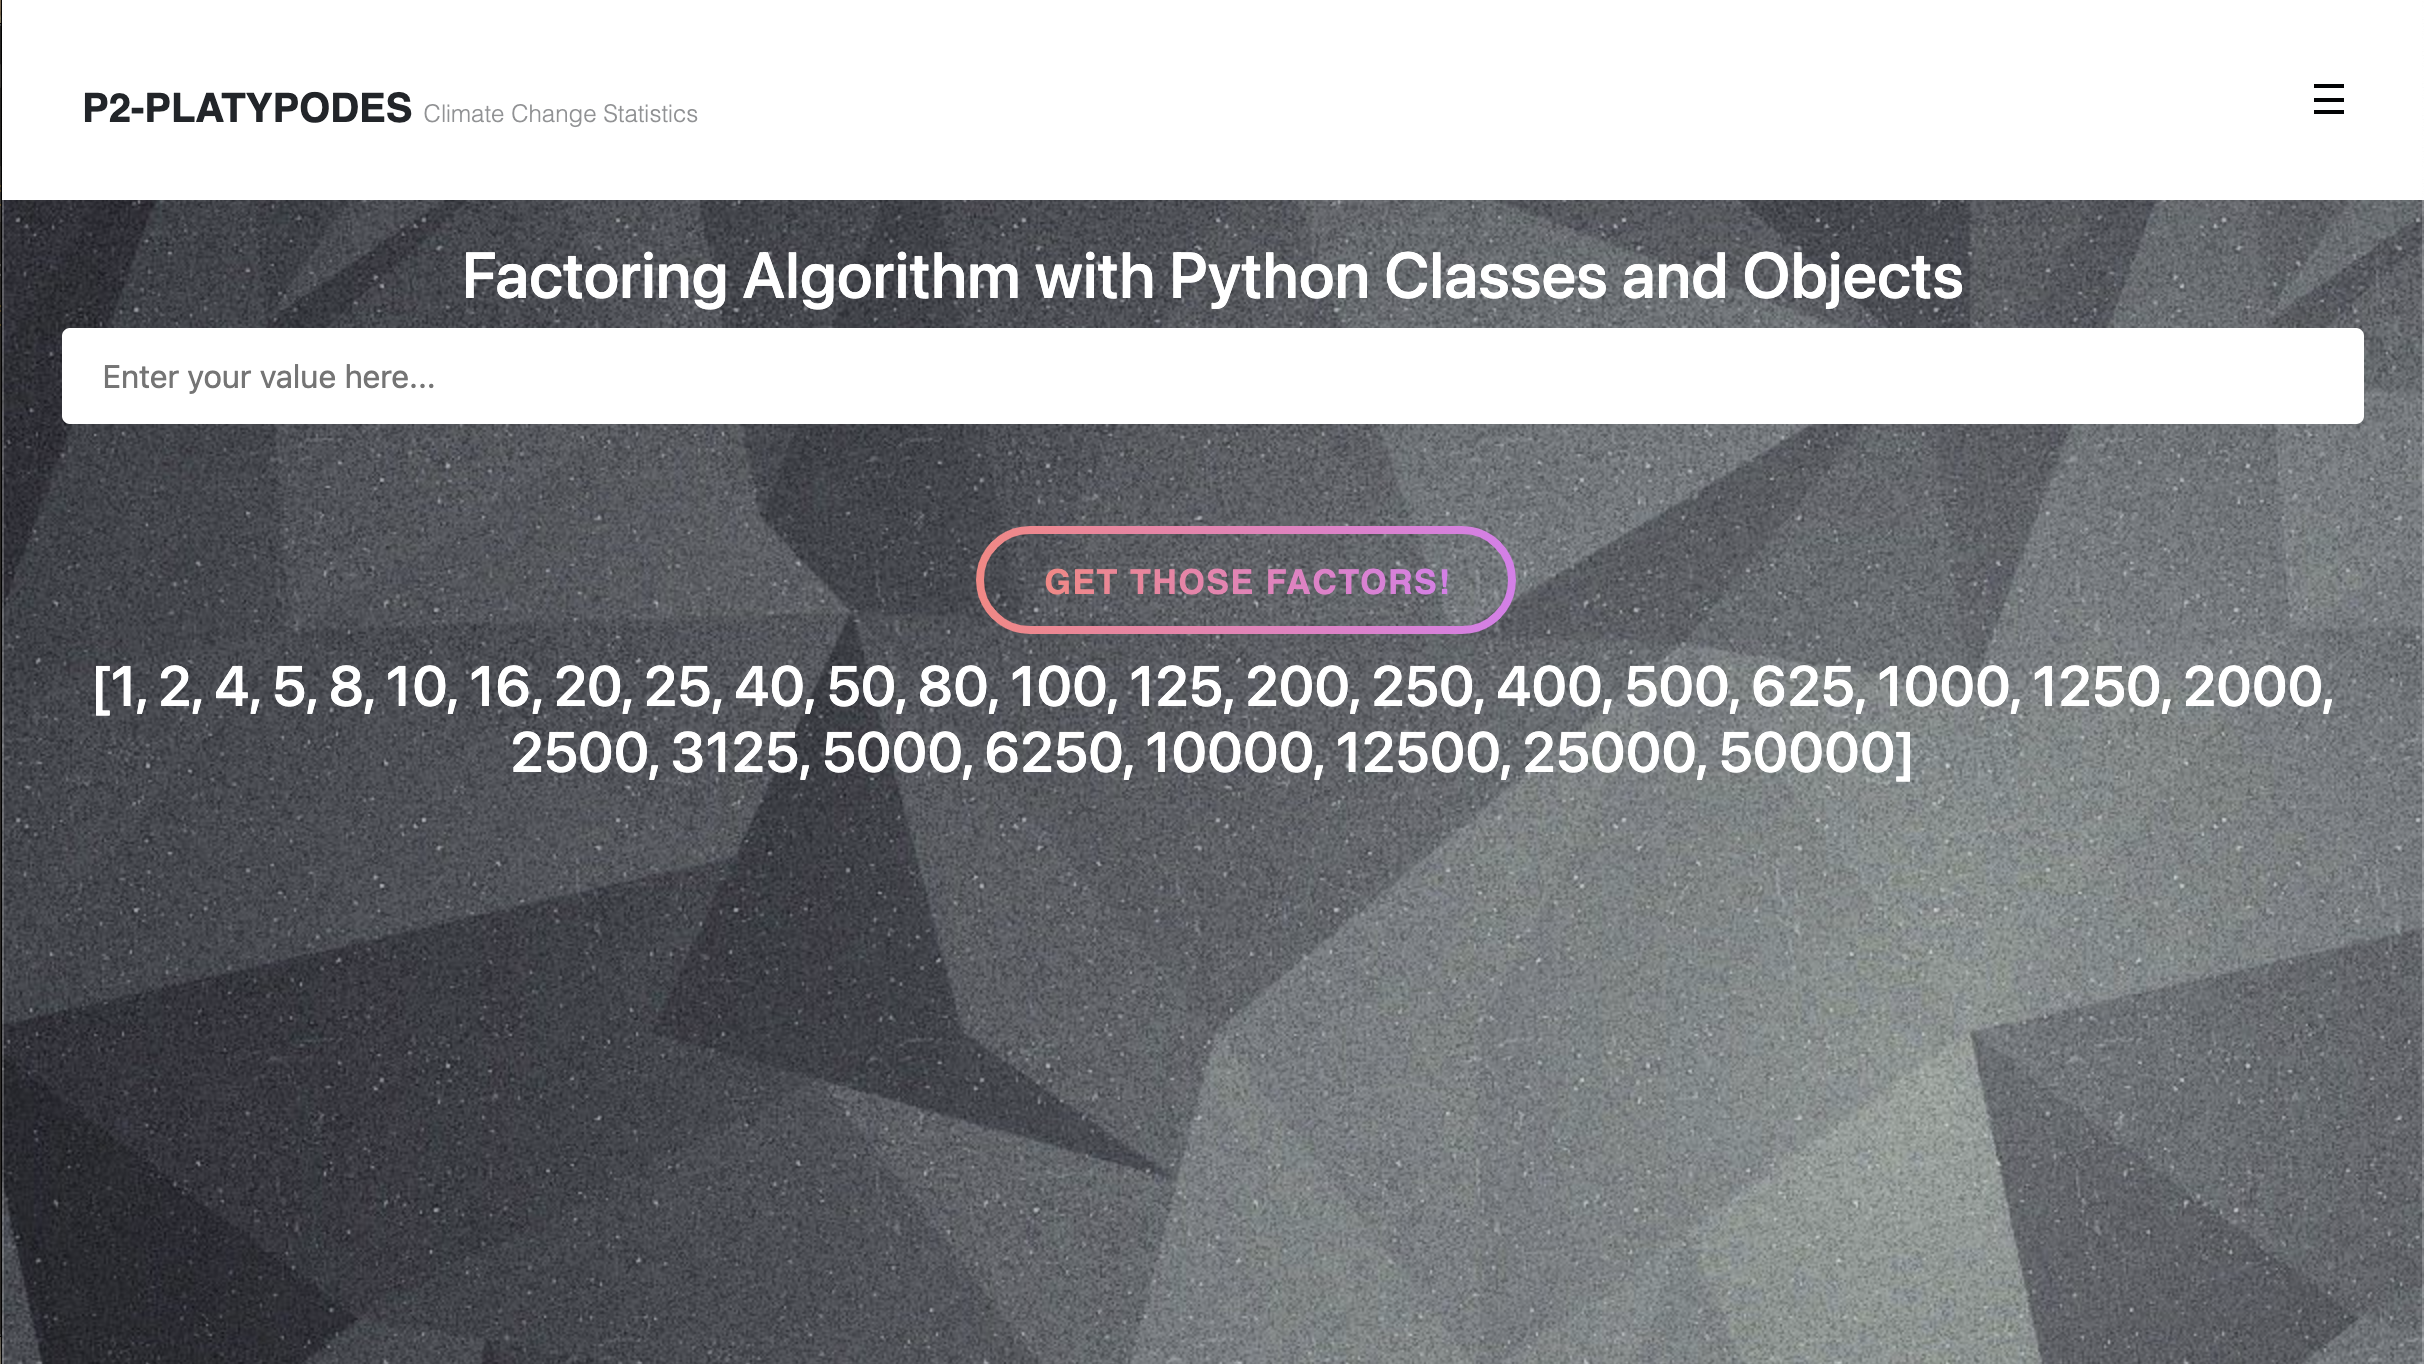 P2-PLATYPODES Climate Change Statistics
Factoring Algorithm with Python Classes and Objects
Enter your value here...
GET THOSE FACTORS!
[1, 2, 4, 5, 8, 10, 16, 20, 25, 40, 50, 80, 100, 125, 200, 250, 400, 500, 625, 1000, 1250, 2000,
2500, 3125, 5000, 6250, 10000, 12500, 25000, 50000]